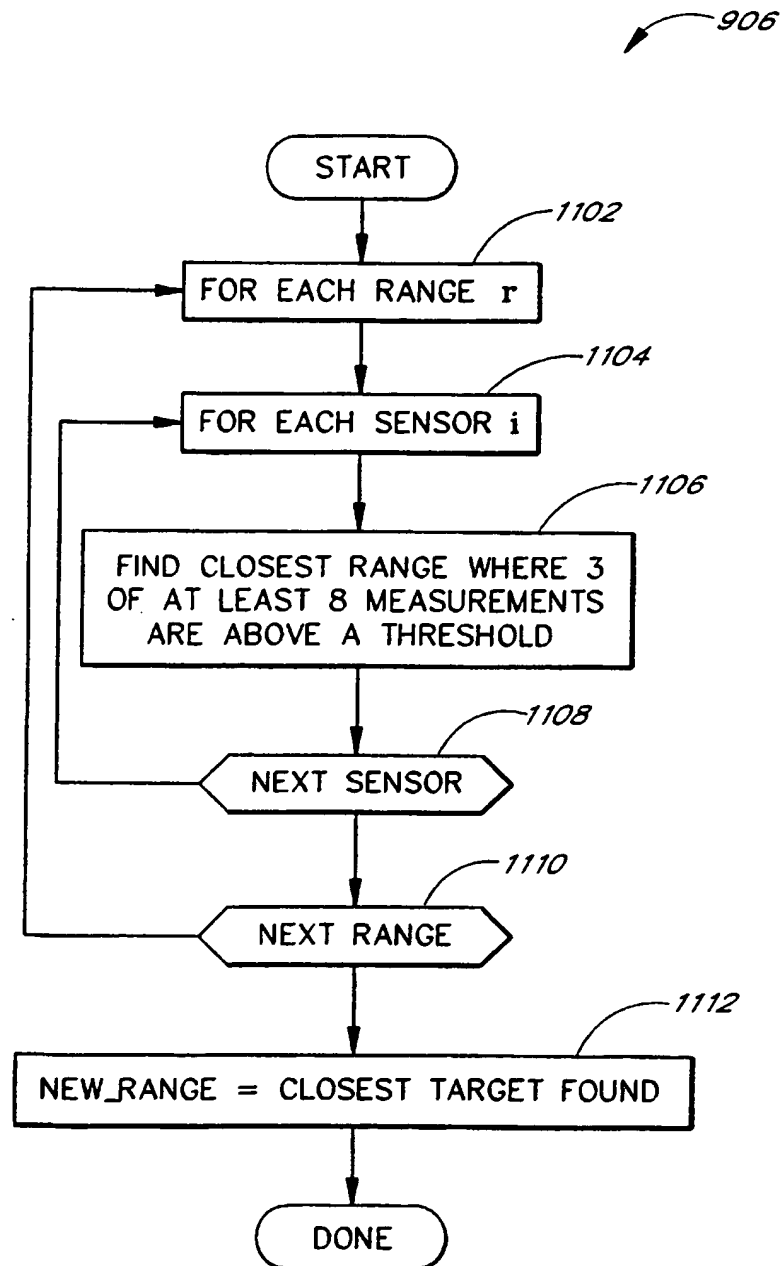 906
START
1102
FOR EACH RANGE r
1104
FOR EACH SENSOR i
1106
FIND CLOSEST RANGE WHERE 3
OF AT LEAST 8 MEASUREMENTS
ARE ABOVE A THRESHOLD
1108
NEXT SENSOR
1110
NEXT RANGE
1112
NEW_RANGE = CLOSEST TARGET FOUND
DONE